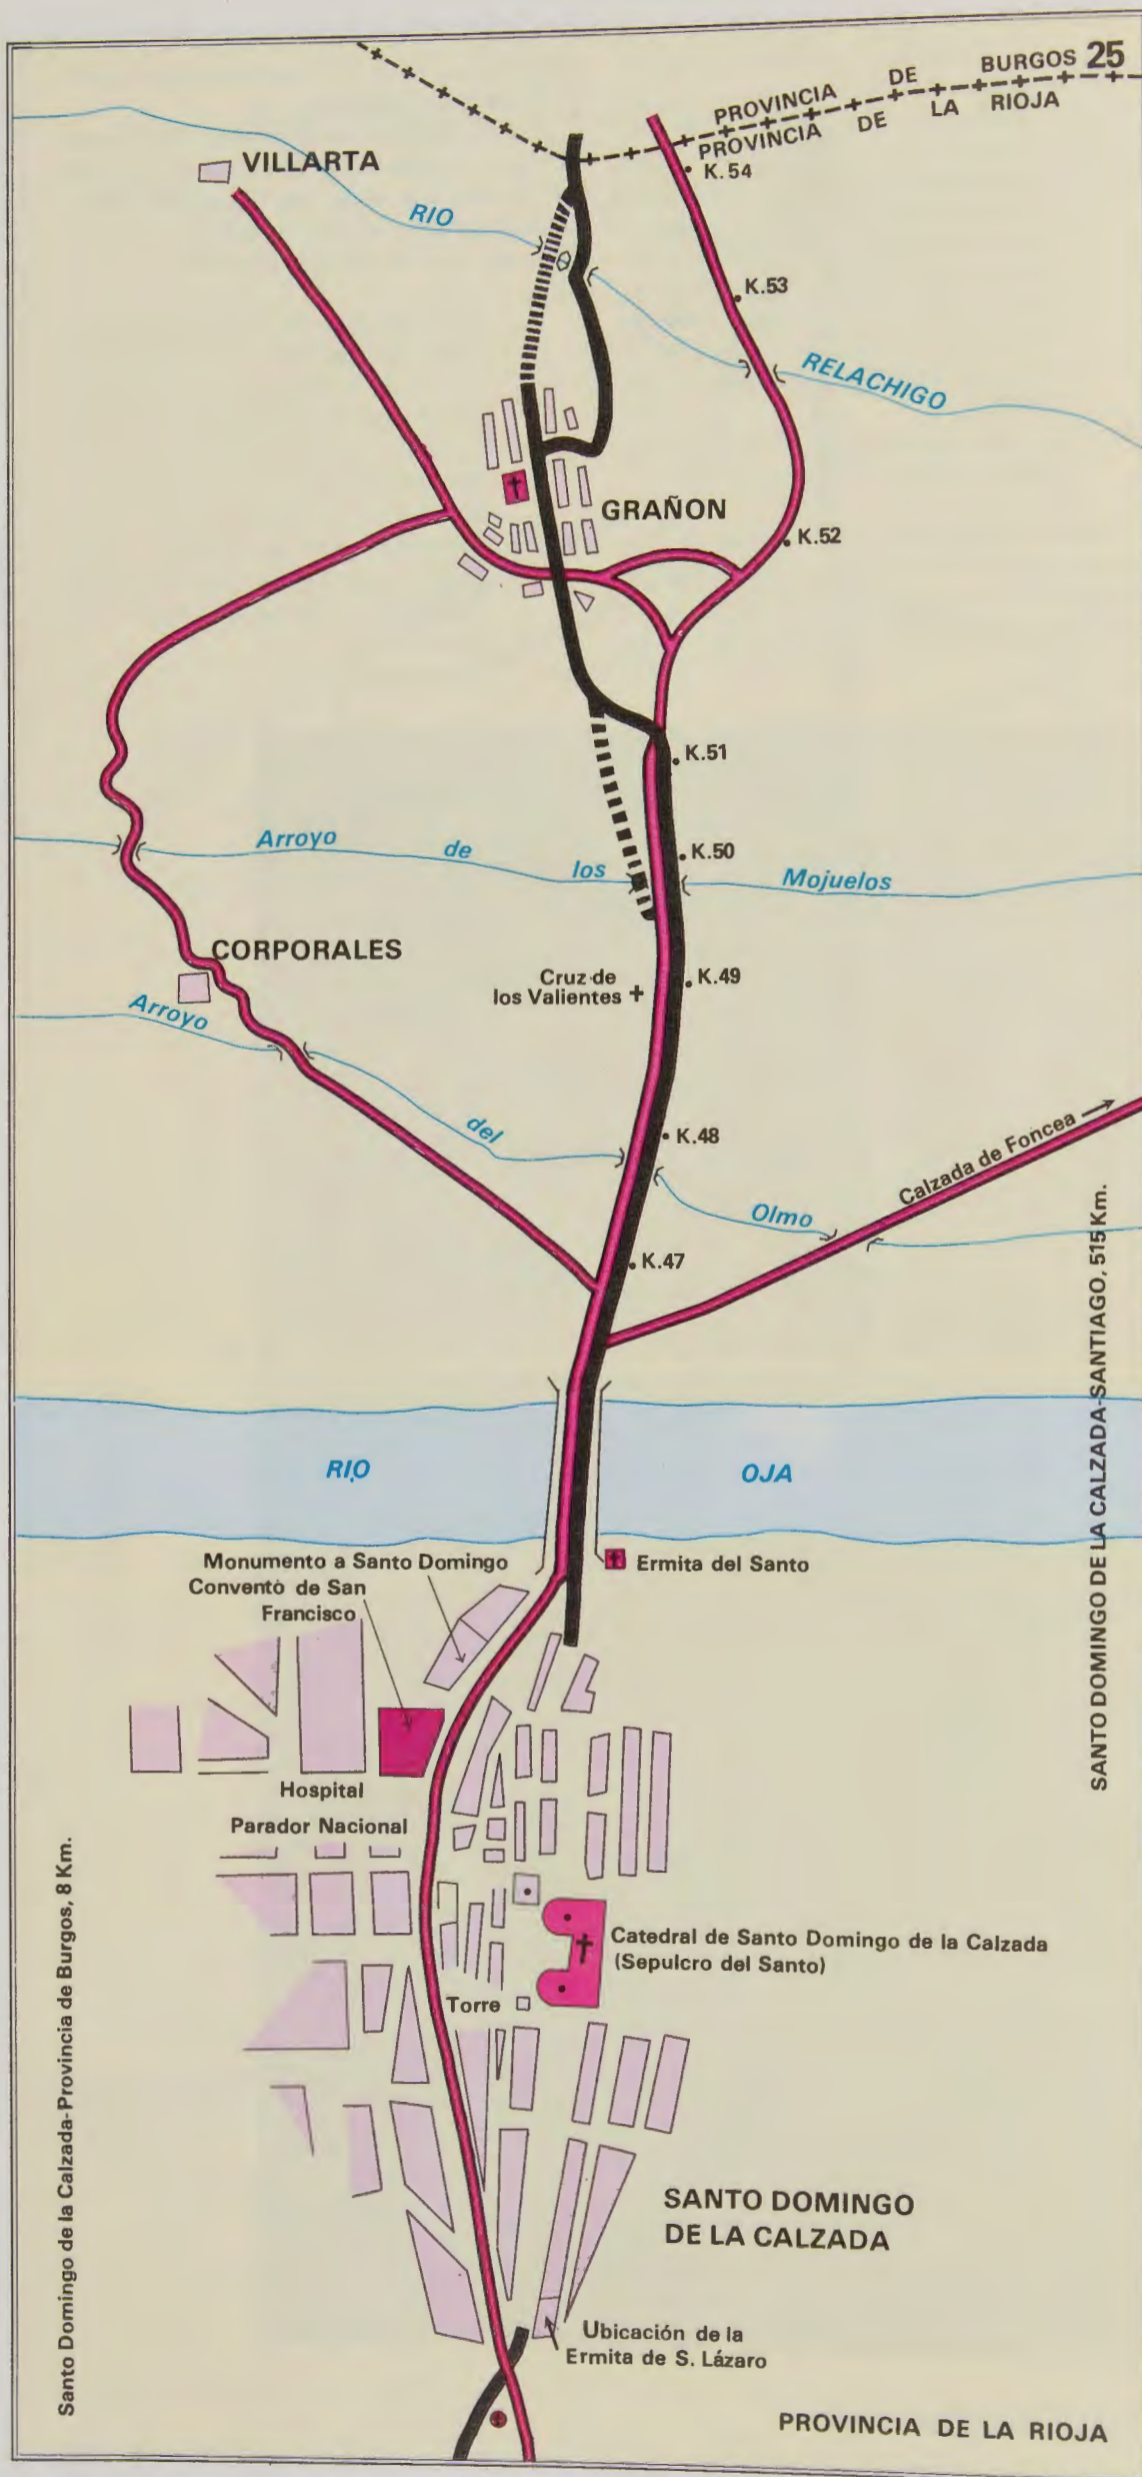 BURGOS 25
PROVINCIA DE
PROVINCIA DE LA RIOJA
K.54
VILLARTA
RIO
K.53
RELACHIGO
GRAÑON
K.52
K.51
Arroyo de los Mojuelos
K.50
CORPORALES
Cruz de
los Valientes
K.49
Arroyo del Olmo
K.48
Calzada de Foncea
K.47
SANTO DOMINGO DE LA CALZADA-SANTIAGO, 515 Km.
RIO OJA
Monumento a Santo Domingo
Ermita del Santo
Convento de San
Francisco
Hospital
Parador Nacional
Santo Domingo de la Calzada-Provincia de Burgos, 8 Km.
Catedral de Santo Domingo de la Calzada
(Sepulcro del Santo)
Torre
SANTO DOMINGO
DE LA CALZADA
Ubicación de la
Ermita de S. Lázaro
PROVINCIA DE LA RIOJA